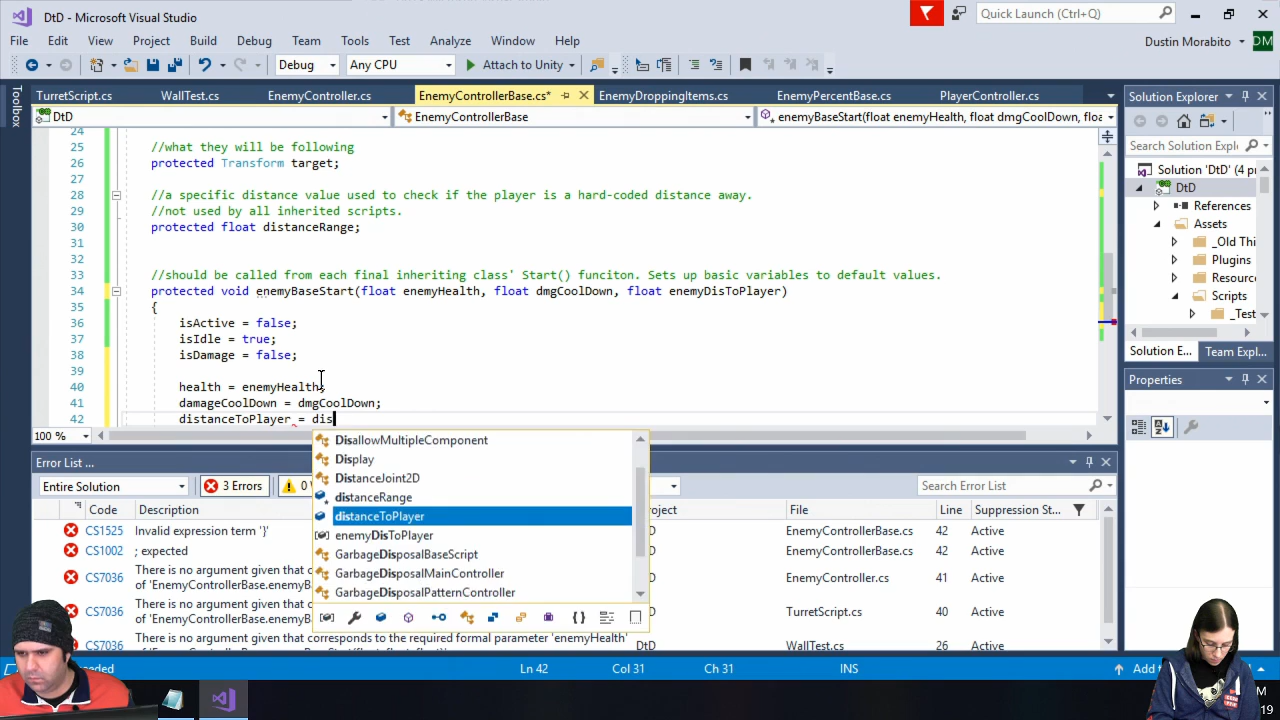 DtD - Microsoft Visual Studio
Quick Launch (Ctrl+Q)
File Edit View Project Build Debug Team Tools Test Analyze Window Help
Dustin Morabito DM
Debug Any CPU Attach to Unity
Toolbox
TurretScript.cs WallTest.cs EnemyController.cs EnemyControllerBase.cs* EnemyDroppingItems.cs EnemyPercentBase.cs PlayerController.cs
DtD EnemyControllerBase enemyBaseStart(float enemyHealth, float dmgCoolDown, floa
24
25 //what they will be following
26 protected Transform target;
27
28 //a specific distance value used to check if the player is a hard-coded distance away.
29 //not used by all inherited scripts.
30 protected float distanceRange;
31
32
33 //should be called from each final inheriting class' Start() funciton. Sets up basic variables to default values.
34 protected void enemyBaseStart(float enemyHealth, float dmgCoolDown, float enemyDisToPlayer)
35 {
36 isActive = false;
37 isIdle = true;
38 isDamage = false;
39
40 health = enemyHealth;
41 damageCoolDown = dmgCoolDown;
42 distanceToPlayer = dis
100 %
DisallowMultipleComponent
Display
DistanceJoint2D
distanceRange
distanceToPlayer
enemyDisToPlayer
GarbageDisposalBaseScript
GarbageDisposalMainController
GarbageDisposalPatternController
Solution Explorer
Search Solution Expl
Solution 'DtD' (4 pr
DtD
References
Assets
_Old Thi
Plugins
Resourc
Scripts
_Test
Solution E... Team Expl...
Properties
Error List ...
Entire Solution 3 Errors 0 Search Error List
Code Description Project File Line Suppression St...
CS1525 Invalid expression term '}' EnemyControllerBase.cs 42 Active
CS1002 ; expected EnemyControllerBase.cs 42 Active
CS7036 There is no argument given that c
of 'EnemyControllerBase.enemyB EnemyController.cs 41 Active
CS7036 There is no argument given that c
of 'EnemyControllerBase.enemyB TurretScript.cs 40 Active
CS7036 There is no argument given that corresponds to the required formal parameter 'enemyHealth' DtD WallTest.cs 26 Active
Ln 42 Col 31 Ch 31 INS Add to
M
19